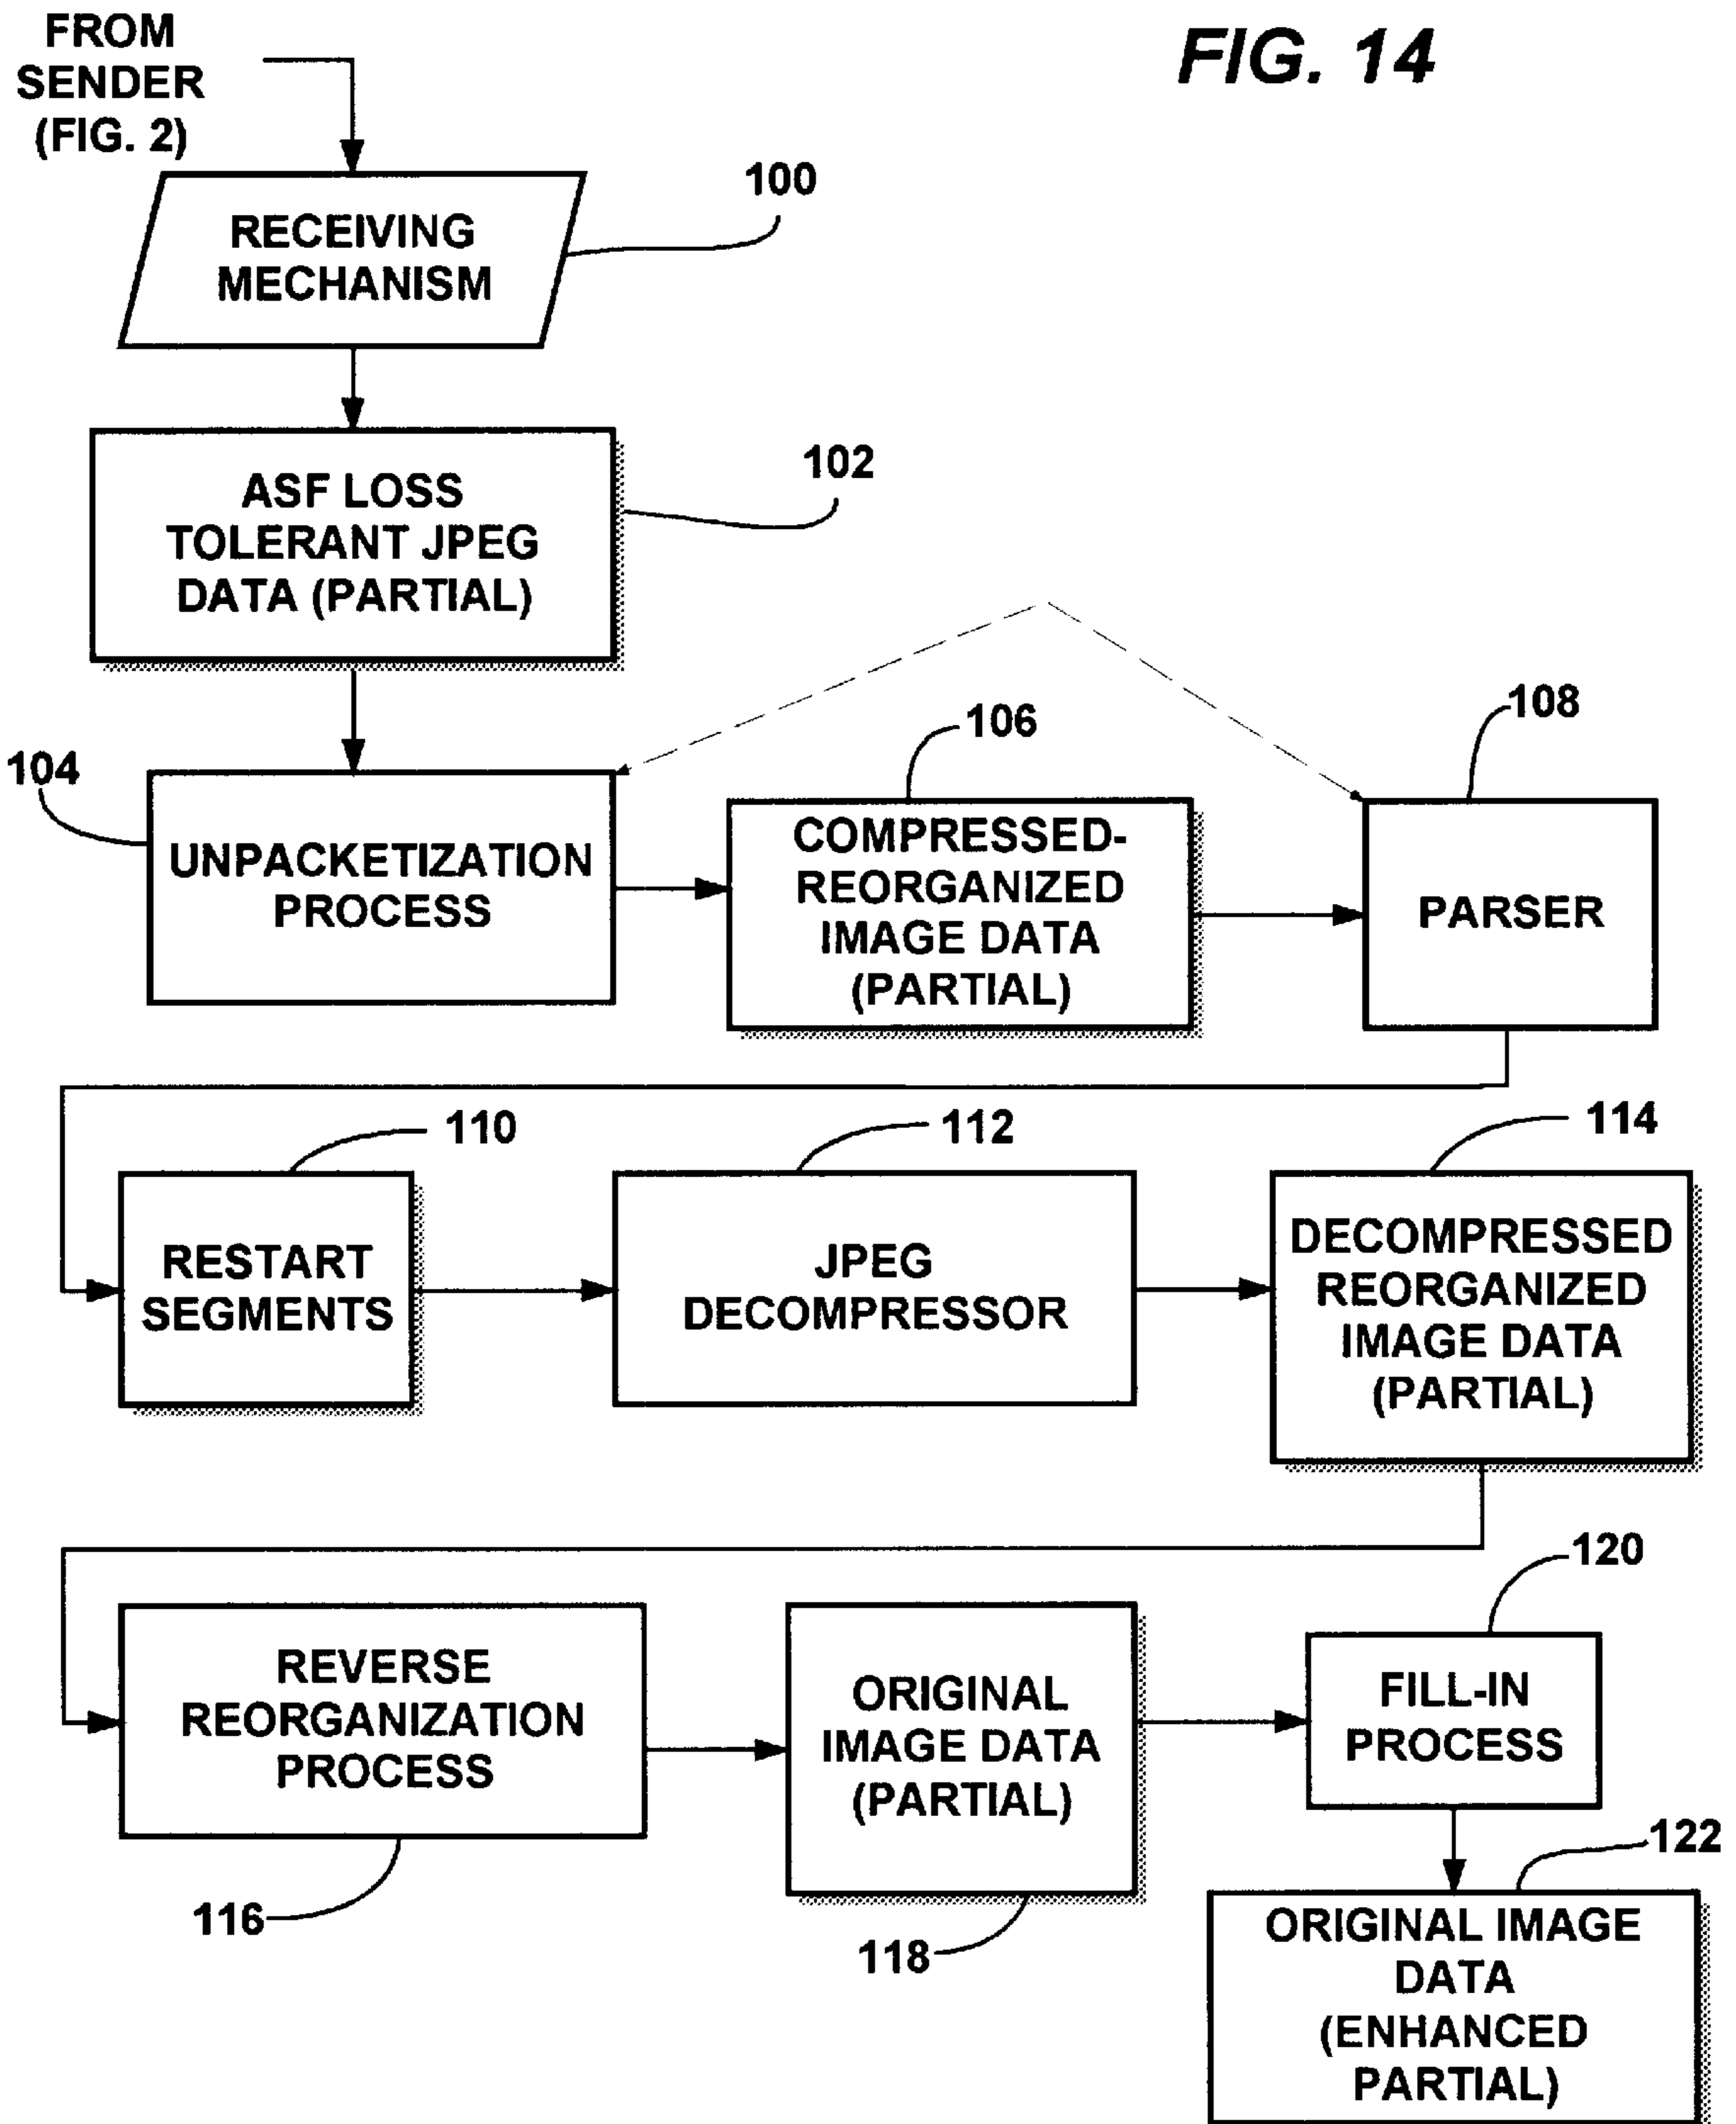 FROM
SENDER
(FIG. 2)
FIG. 14
100
RECEIVING
MECHANISM
102
ASF LOSS
TOLERANT JPEG
DATA (PARTIAL)
104
UNPACKETIZATION
PROCESS
106
COMPRESSED-
REORGANIZED
IMAGE DATA
(PARTIAL)
108
PARSER
110
RESTART
SEGMENTS
112
JPEG
DECOMPRESSOR
114
DECOMPRESSED
REORGANIZED
IMAGE DATA
(PARTIAL)
REVERSE
REORGANIZATION
PROCESS
116
ORIGINAL
IMAGE DATA
(PARTIAL)
118
120
FILL-IN
PROCESS
122
ORIGINAL IMAGE
DATA
(ENHANCED
PARTIAL)